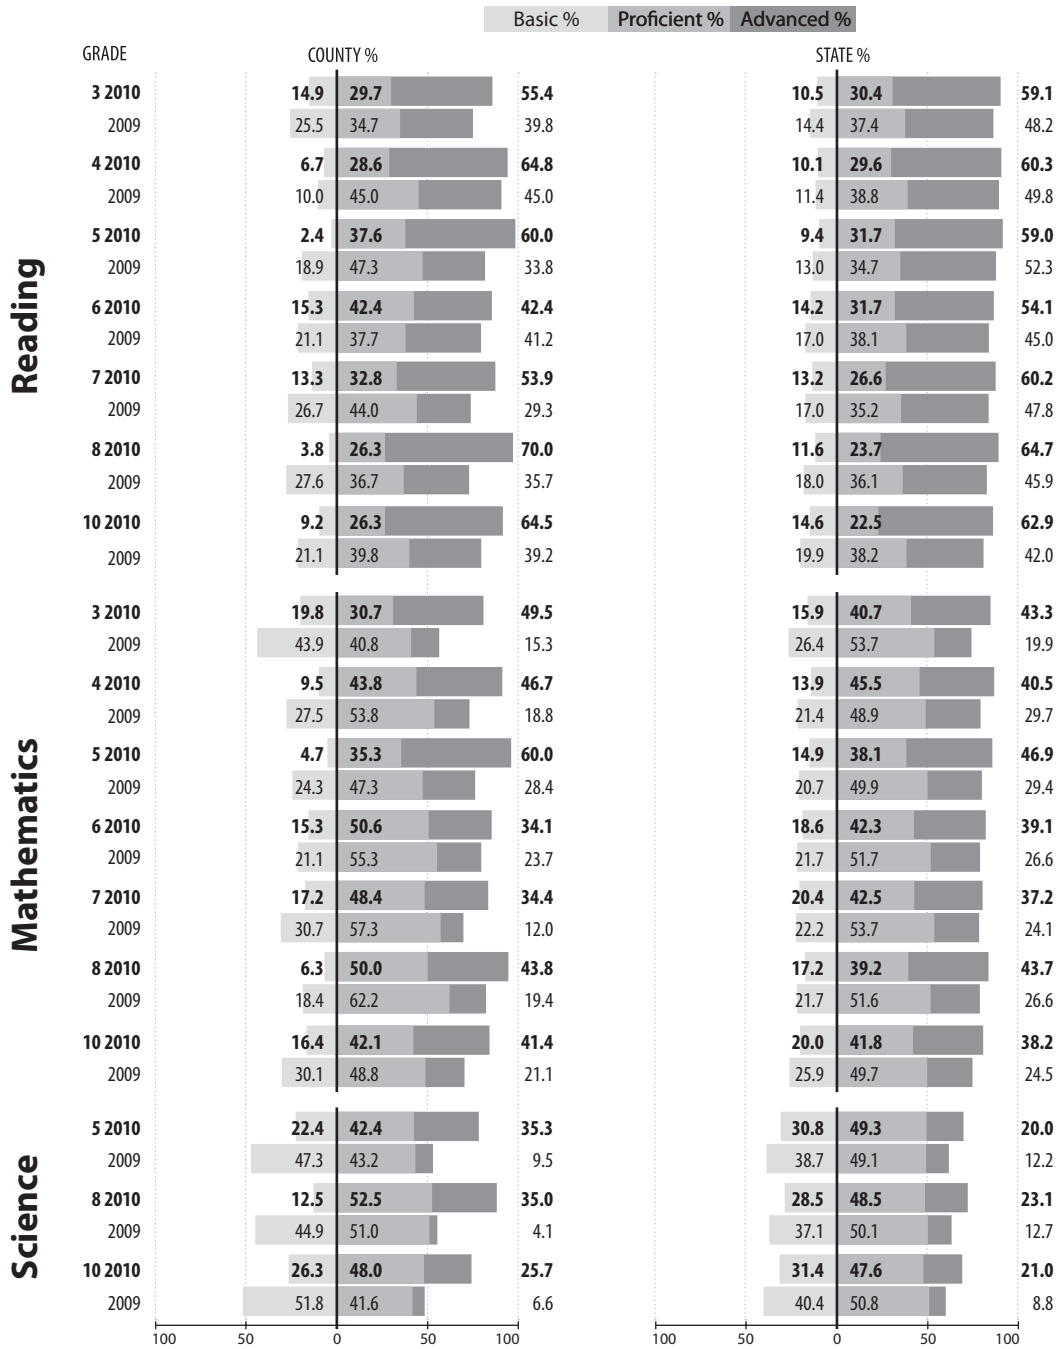 Basic % Proficient % Advanced %
GRADE COUNTY % STATE %
Reading
3 2010 14.9 29.7 55.4 10.5 30.4 59.1
2009 25.5 34.7 39.8 14.4 37.4 48.2
4 2010 6.7 28.6 64.8 10.1 29.6 60.3
2009 10.0 45.0 45.0 11.4 38.8 49.8
5 2010 2.4 37.6 60.0 9.4 31.7 59.0
2009 18.9 47.3 33.8 13.0 34.7 52.3
6 2010 15.3 42.4 42.4 14.2 31.7 54.1
2009 21.1 37.7 41.2 17.0 38.1 45.0
7 2010 13.3 32.8 53.9 13.2 26.6 60.2
2009 26.7 44.0 29.3 17.0 35.2 47.8
8 2010 3.8 26.3 70.0 11.6 23.7 64.7
2009 27.6 36.7 35.7 18.0 36.1 45.9
10 2010 9.2 26.3 64.5 14.6 22.5 62.9
2009 21.1 39.8 39.2 19.9 38.2 42.0
Mathematics
3 2010 19.8 30.7 49.5 15.9 40.7 43.3
2009 43.9 40.8 15.3 26.4 53.7 19.9
4 2010 9.5 43.8 46.7 13.9 45.5 40.5
2009 27.5 53.8 18.8 21.4 48.9 29.7
5 2010 4.7 35.3 60.0 14.9 38.1 46.9
2009 24.3 47.3 28.4 20.7 49.9 29.4
6 2010 15.3 50.6 34.1 18.6 42.3 39.1
2009 21.1 55.3 23.7 21.7 51.7 26.6
7 2010 17.2 48.4 34.4 20.4 42.5 37.2
2009 30.7 57.3 12.0 22.2 53.7 24.1
8 2010 6.3 50.0 43.8 17.2 39.2 43.7
2009 18.4 62.2 19.4 21.7 51.6 26.6
10 2010 16.4 42.1 41.4 20.0 41.8 38.2
2009 30.1 48.8 21.1 25.9 49.7 24.5
Science
5 2010 22.4 42.4 35.3 30.8 49.3 20.0
2009 47.3 43.2 9.5 38.7 49.1 12.2
8 2010 12.5 52.5 35.0 28.5 48.5 23.1
2009 44.9 51.0 4.1 37.1 50.1 12.7
10 2010 26.3 48.0 25.7 31.4 47.6 21.0
2009 51.8 41.6 6.6 40.4 50.8 8.8
100 50 0 50 100 100 50 0 50 100